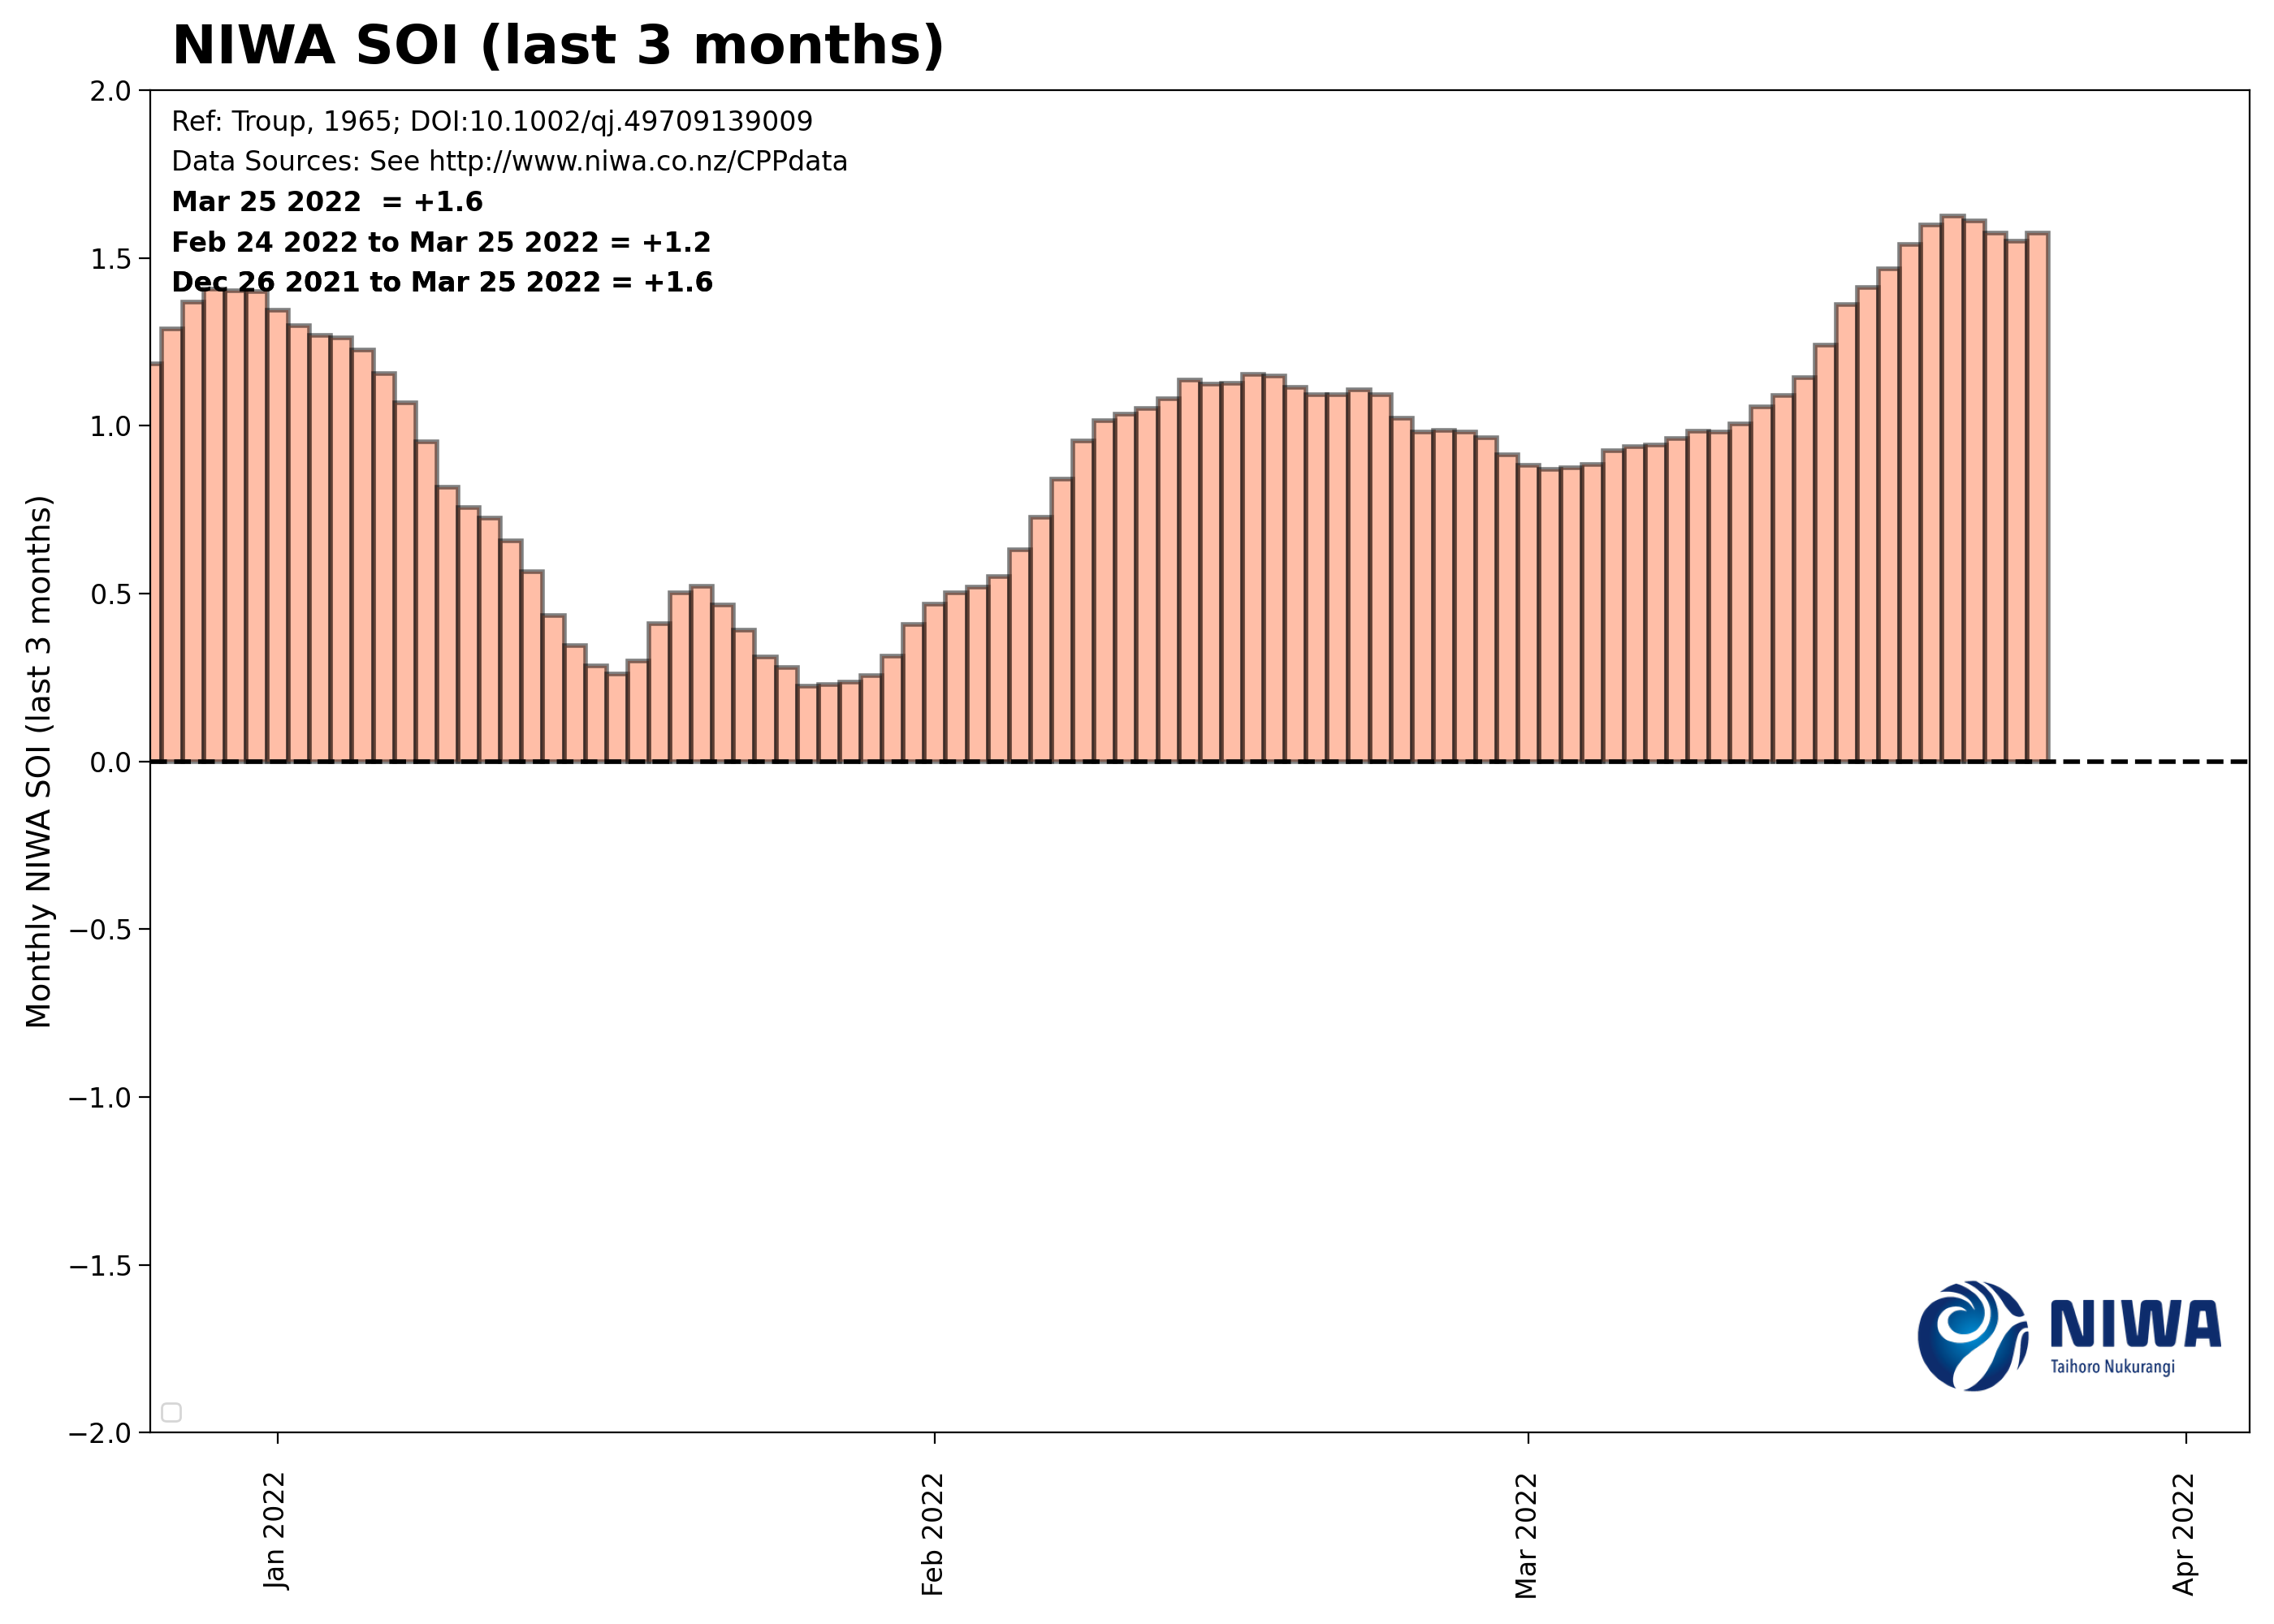 NIWA SOI (last 3 months)
Ref: Troup, 1965; DOI:10.1002/qj.49709139009
Data Sources: See http://www.niwa.co.nz/CPPdata
Mar 25 2022  = +1.6
Feb 24 2022 to Mar 25 2022 = +1.2
Dec 26 2021 to Mar 25 2022 = +1.6
Monthly NIWA SOI (last 3 months)
2.0
1.5
1.0
0.5
0.0
−0.5
−1.0
−1.5
−2.0
NIWA
Taihoro Nukurangi
Jan 2022
Feb 2022
Mar 2022
Apr 2022